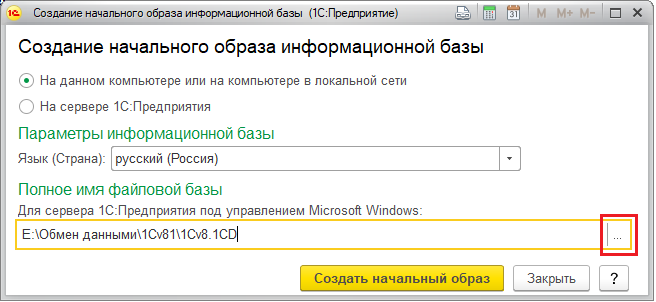 Создание начального образа информационной базы (1С:Предприятие)
M M+ M-
Создание начального образа информационной базы
На данном компьютере или на компьютере в локальной сети
На сервере 1С:Предприятия
Параметры информационной базы
Язык (Страна): русский (Россия)
Полное имя файловой базы
Для сервера 1С:Предприятия под управлением Microsoft Windows:
E:\Обмен данными\1Cv81\1Cv8.1CD ...
Создать начальный образ Закрыть ?